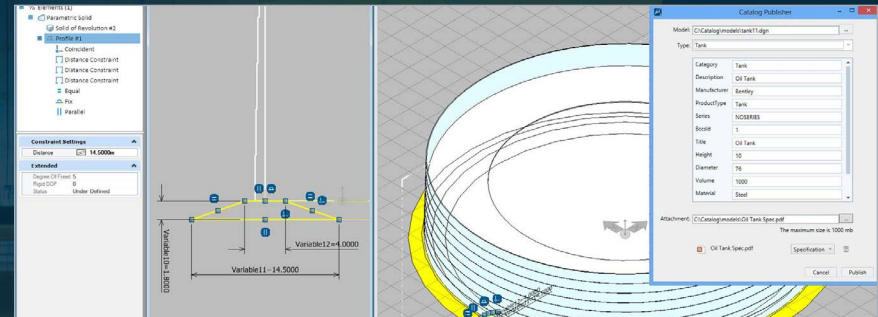 Elements (1)
Parametric Solid
Solid of Revolution #2
Profile #1
Coincident
Distance Constraint
Distance Constraint
Distance Constraint
Equal
Fix
Parallel
Constraint Settings
Distance 14.5000m
Extended
Degree Of Freed 5
Rigid DOF 0
Status Under Defined
Variable10=1.8000
Variable12=4.0000
Variable11=14.5000
Catalog Publisher
Model: C:\Catalog\models\tank11.dgn ...
Type: Tank
Category Tank
Description Oil Tank
Manufacturer Bentley
ProductType Tank
Series NOSERIES
BcsId 1
Title Oil Tank
Height 10
Diameter 76
Volume 1000
Material Steel
Attachment: C:\Catalog\models\Oil Tank Spec.pdf ...
The maximum size is 1000 mb
Oil Tank Spec.pdf Specification
Cancel Publish